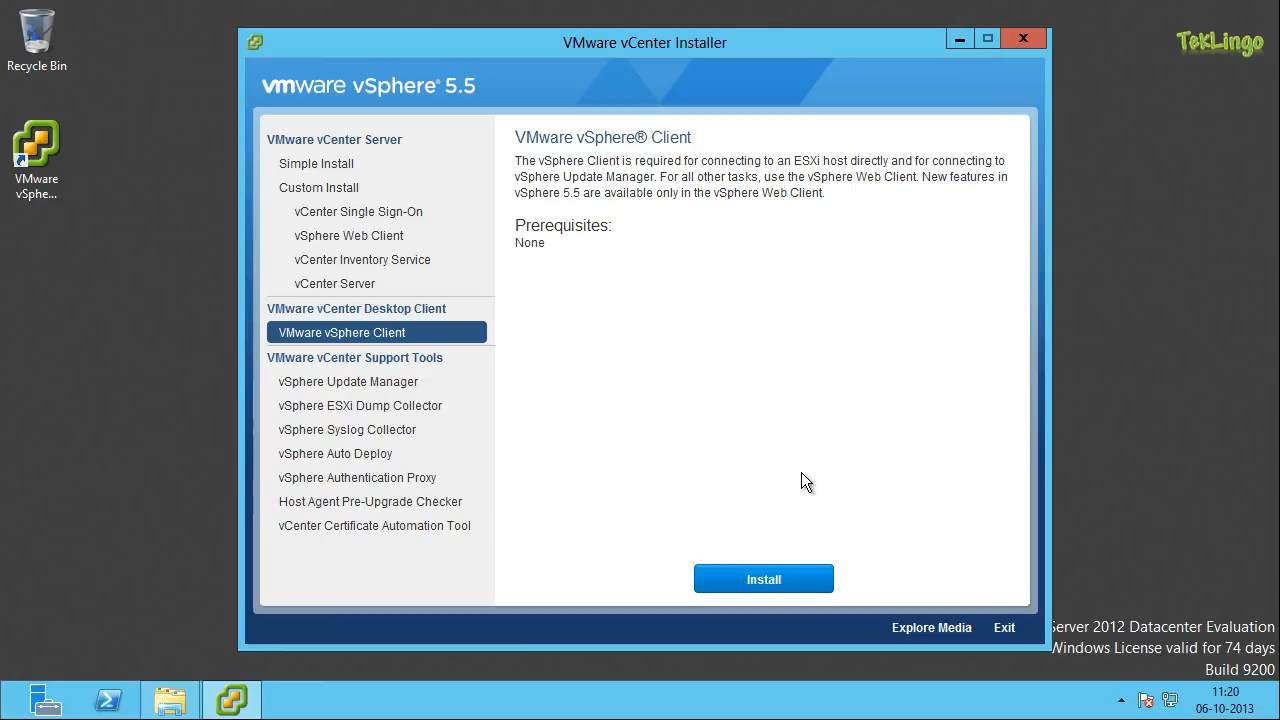 Recycle Bin
VMware
vSphe...
VMware vCenter Installer
TekLingo
vmware vSphere® 5.5
VMware vCenter Server
Simple Install
Custom Install
vCenter Single Sign-On
vSphere Web Client
vCenter Inventory Service
vCenter Server
VMware vCenter Desktop Client
VMware vSphere Client
VMware vCenter Support Tools
vSphere Update Manager
vSphere ESXi Dump Collector
vSphere Syslog Collector
vSphere Auto Deploy
vSphere Authentication Proxy
Host Agent Pre-Upgrade Checker
vCenter Certificate Automation Tool
VMware vSphere® Client
The vSphere Client is required for connecting to an ESXi host directly and for connecting to
vSphere Update Manager. For all other tasks, use the vSphere Web Client. New features in
vSphere 5.5 are available only in the vSphere Web Client.
Prerequisites:
None
Install
Explore Media
Exit
Server 2012 Datacenter Evaluation
Windows License valid for 74 days
Build 9200
11:20
06-10-2013